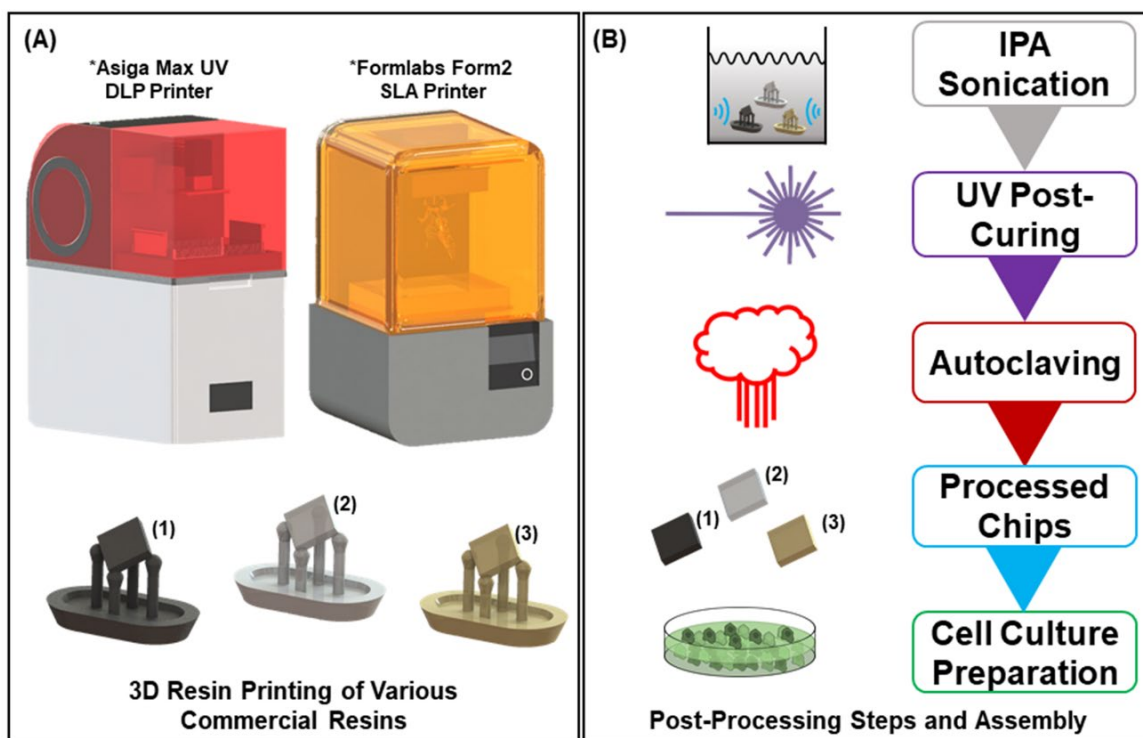 (A)
*Asiga Max UV
DLP Printer
*Formlabs Form2
SLA Printer
(1)
(2)
(3)
3D Resin Printing of Various
Commercial Resins
(B)
IPA
Sonication
UV Post-
Curing
Autoclaving
(1)
(2)
(3)
Processed
Chips
Cell Culture
Preparation
Post-Processing Steps and Assembly